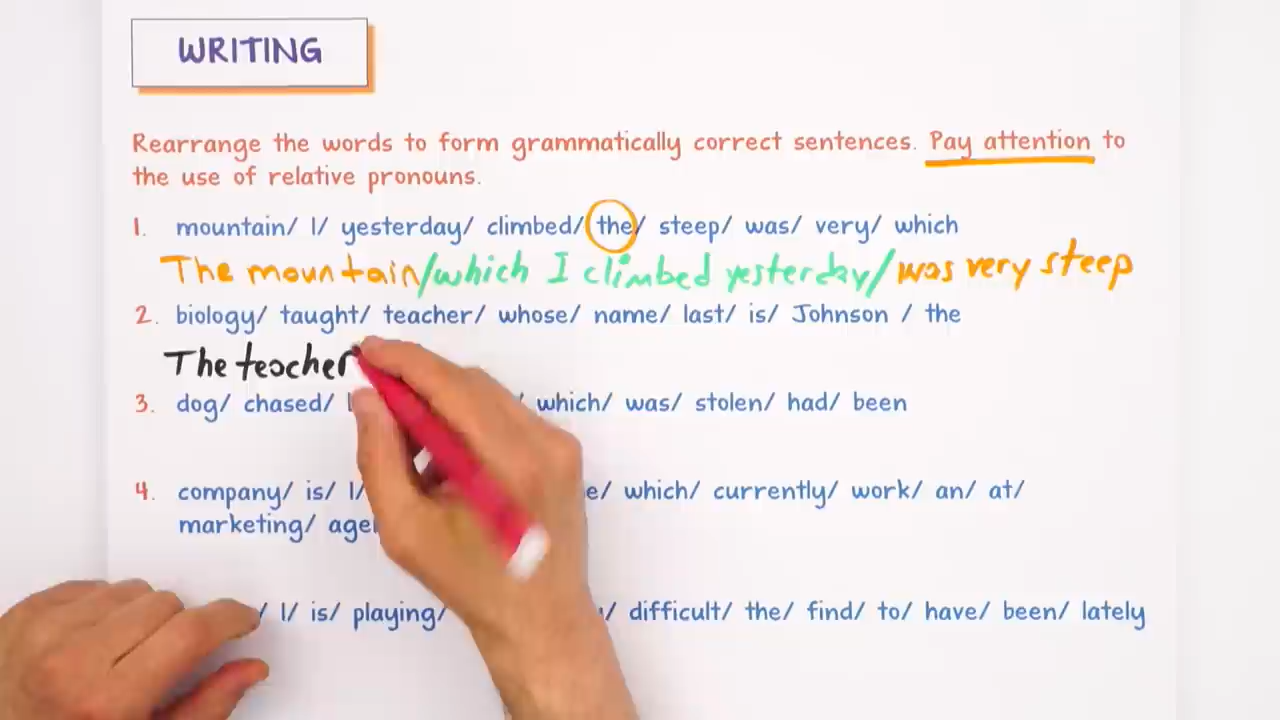 WRITING
Rearrange the words to form grammatically correct sentences. Pay attention to
the use of relative pronouns.
1. mountain/ I/ yesterday/ climbed/ the/ steep/ was/ very/ which
The mountain/which I climbed yesterday/was very steep
2. biology/ taught/ teacher/ whose/ name/ last/ is/ Johnson / the
The teacher
3. dog/ chased/ which/ was/ stolen/ had/ been
4. company/ is/ I/ which/ currently/ work/ an/ at/
marketing/
I/ is/ playing/ difficult/ the/ find/ to/ have/ been/ lately